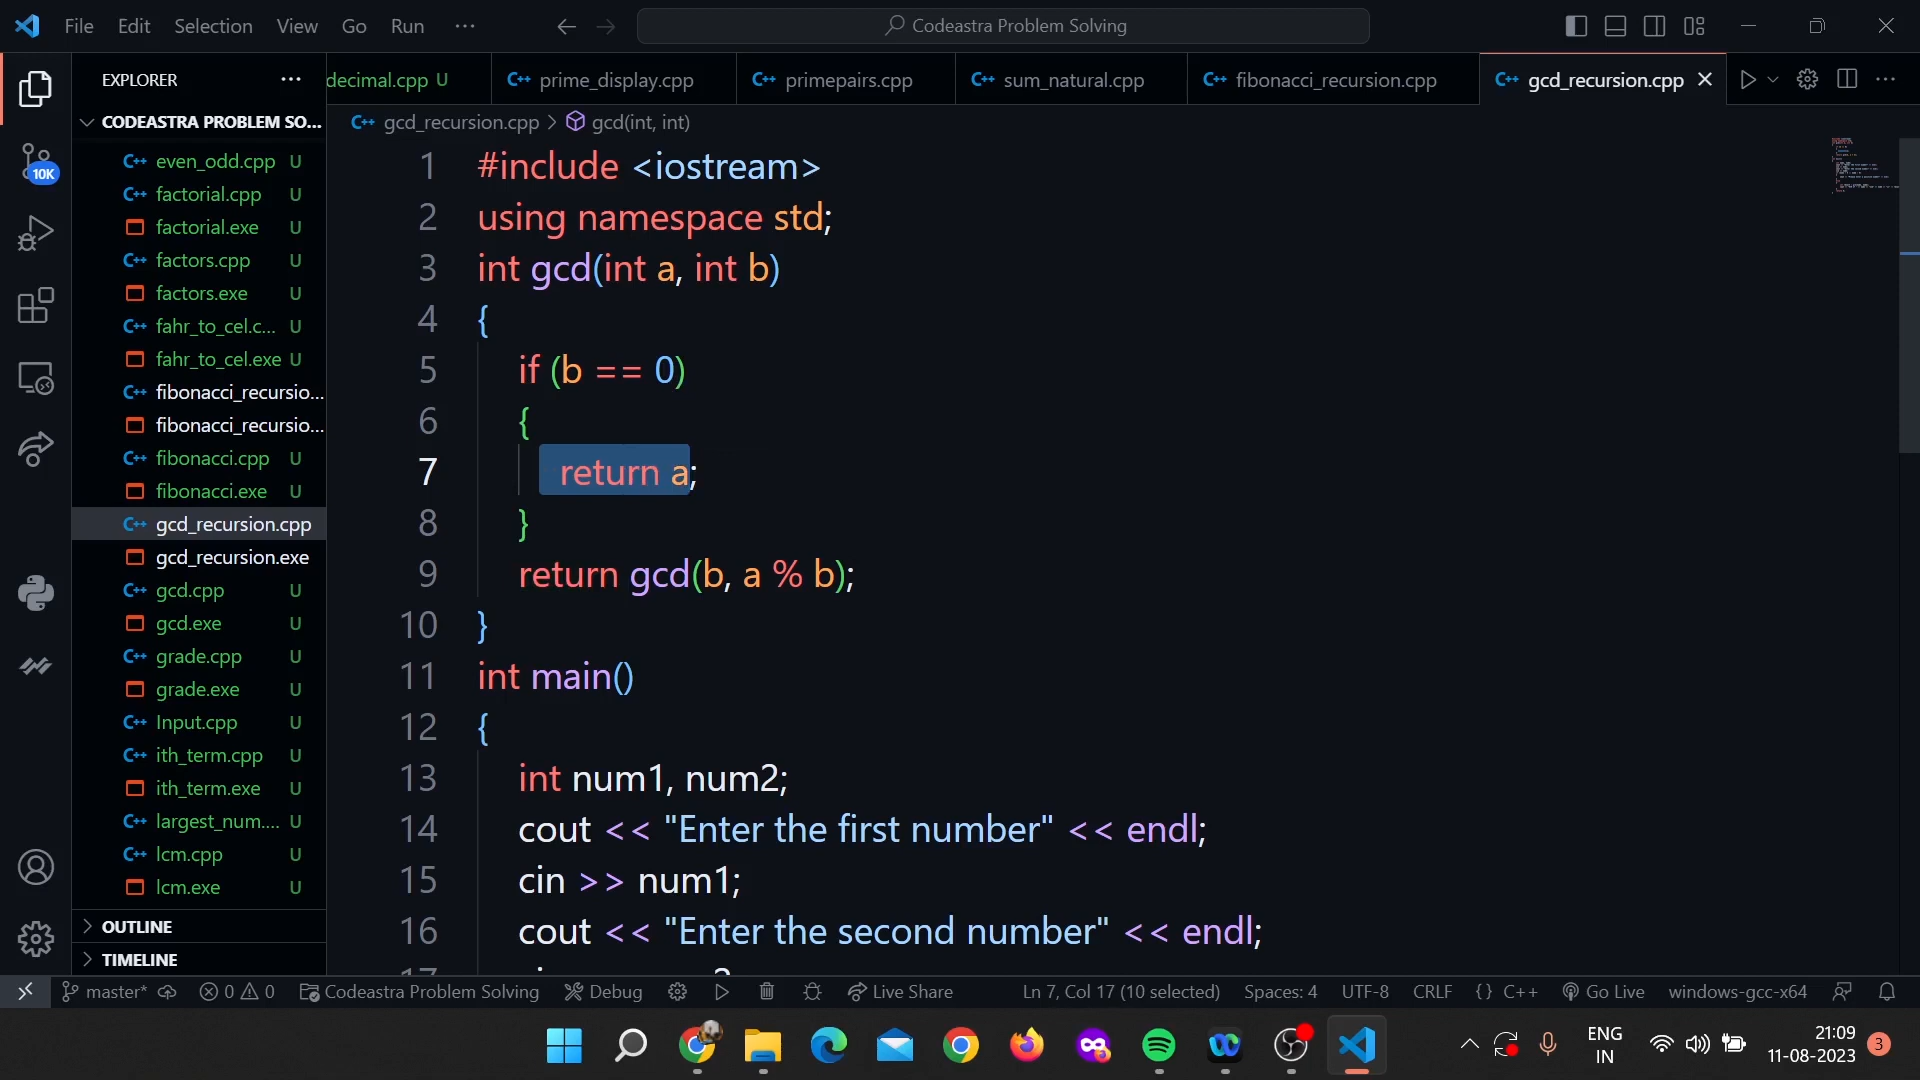 File Edit Selection View Go Run ··· Codeastra Problem Solving
EXPLORER ···
decimal.cpp U prime_display.cpp primepairs.cpp sum_natural.cpp fibonacci_recursion.cpp gcd_recursion.cpp
CODEASTRA PROBLEM SO...
gcd_recursion.cpp > gcd(int, int)
10K
even_odd.cpp U
factorial.cpp U
factorial.exe U
factors.cpp U
factors.exe U
fahr_to_cel.c... U
fahr_to_cel.exe U
fibonacci_recursio...
fibonacci_recursio...
fibonacci.cpp U
fibonacci.exe U
gcd_recursion.cpp
gcd_recursion.exe
gcd.cpp U
gcd.exe U
grade.cpp U
grade.exe U
Input.cpp U
ith_term.cpp U
ith_term.exe U
largest_num.... U
lcm.cpp U
lcm.exe U
OUTLINE
TIMELINE
1 #include <iostream>
2 using namespace std;
3 int gcd(int a, int b)
4 {
5 if (b == 0)
6 {
7 return a;
8 }
9 return gcd(b, a % b);
10 }
11 int main()
12 {
13 int num1, num2;
14 cout << "Enter the first number" << endl;
15 cin >> num1;
16 cout << "Enter the second number" << endl;
master* 0 0 Codeastra Problem Solving Debug Live Share Ln 7, Col 17 (10 selected) Spaces: 4 UTF-8 CRLF {} C++ Go Live windows-gcc-x64
ENG
IN
21:09
11-08-2023
3